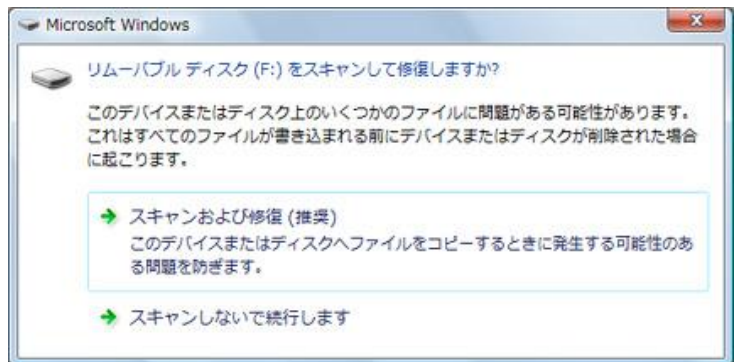 Microsoft Windows
リムーバブル ディスク (F:) をスキャンして修復しますか?
このデバイスまたはディスク上のいくつかのファイルに問題がある可能性があります。
これはすべてのファイルが書き込まれる前にデバイスまたはディスクが削除された場合
に起こります。
スキャンおよび修復 (推奨)
このデバイスまたはディスクへファイルをコピーするときに発生する可能性のあ
る問題を防ぎます。
スキャンしないで続行します